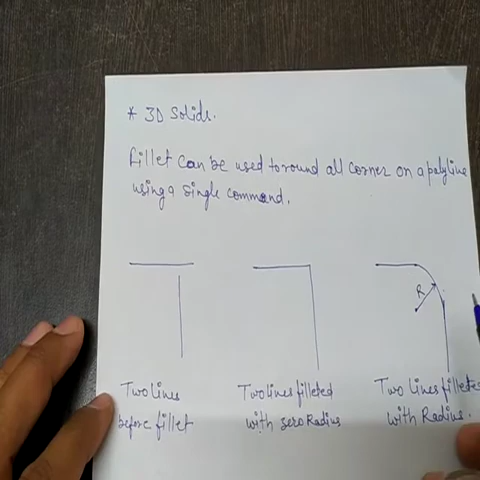 * 3D Solids.
Fillet can be used to round all corner on a polyline
using a single command.
R
Two lines
before fillet
Two lines filleted
with zero Radius
Two lines filleted
with Radius.